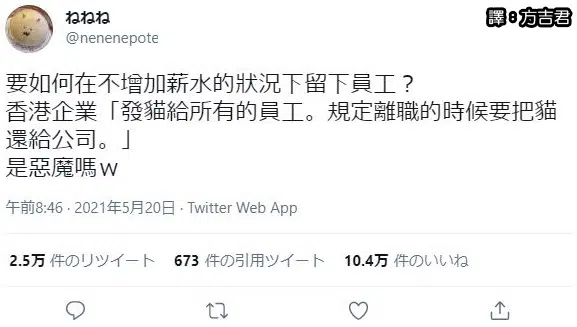 譯8方吉君
ねねね
@nenenepote
要如何在不增加薪水的狀況下留下員工？
香港企業「發貓給所有的員工。規定離職的時候要把貓
還給公司。」
是惡魔嗎ｗ
午前8:46 · 2021年5月20日 · Twitter Web App
2.5万 件のリツイート 673 件の引用ツイート 10.4万 件のいいね